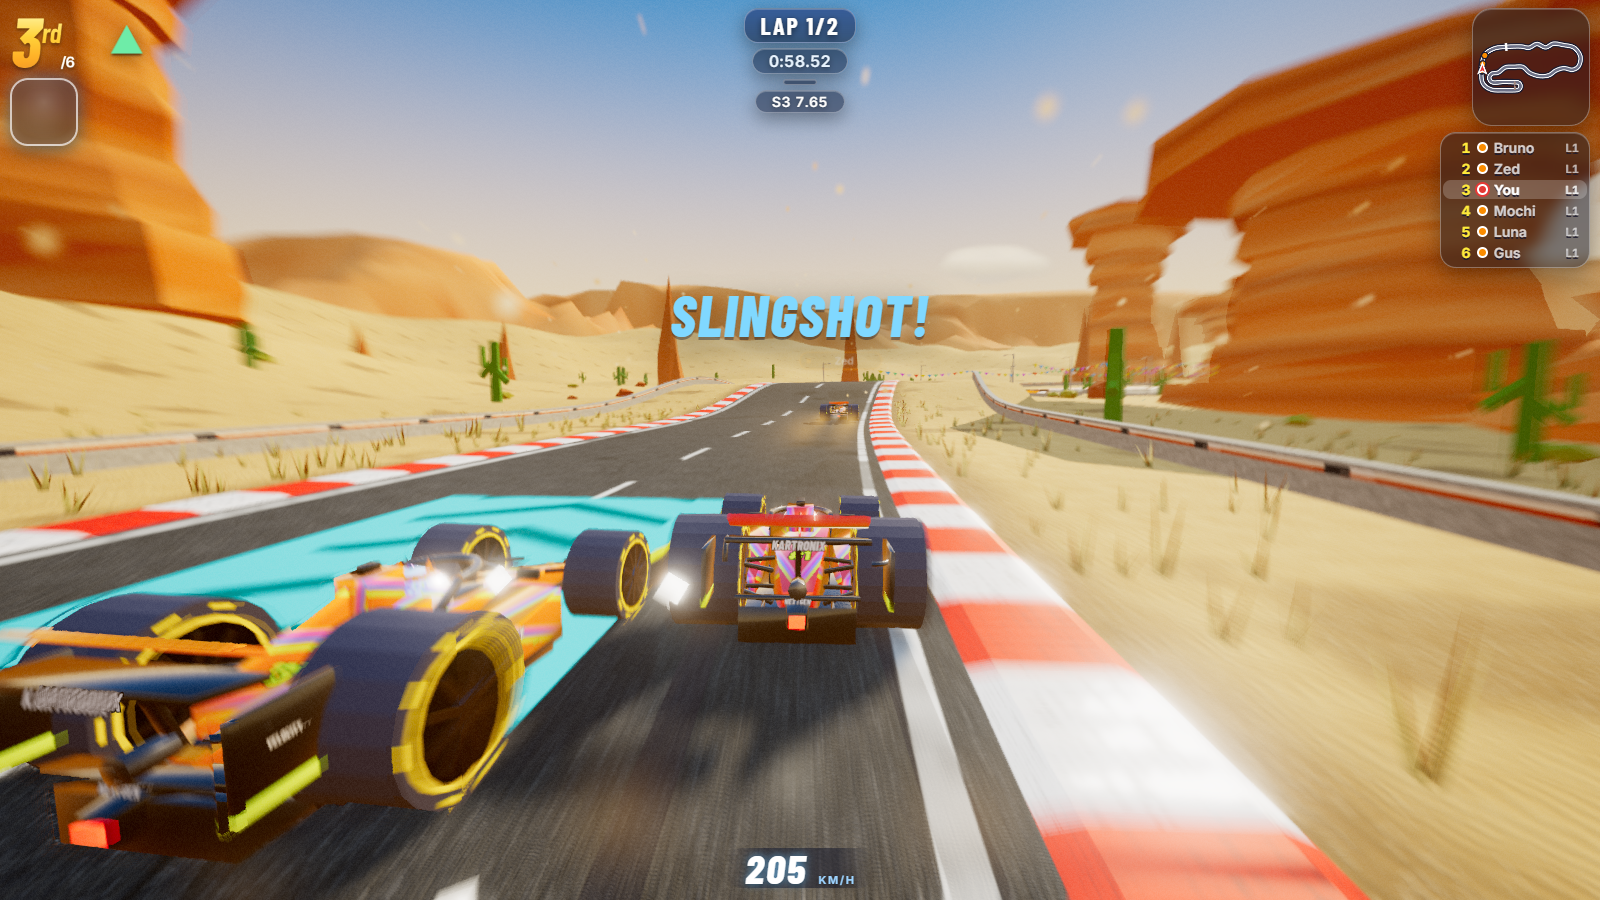 3rd
/6
LAP 1/2
0:58.52
S3 7.65
1 Bruno L1
2 Zed L1
3 You L1
4 Mochi L1
5 Luna L1
6 Gus L1
SLINGSHOT!
Zed
KARTRONIX
205 KM/H